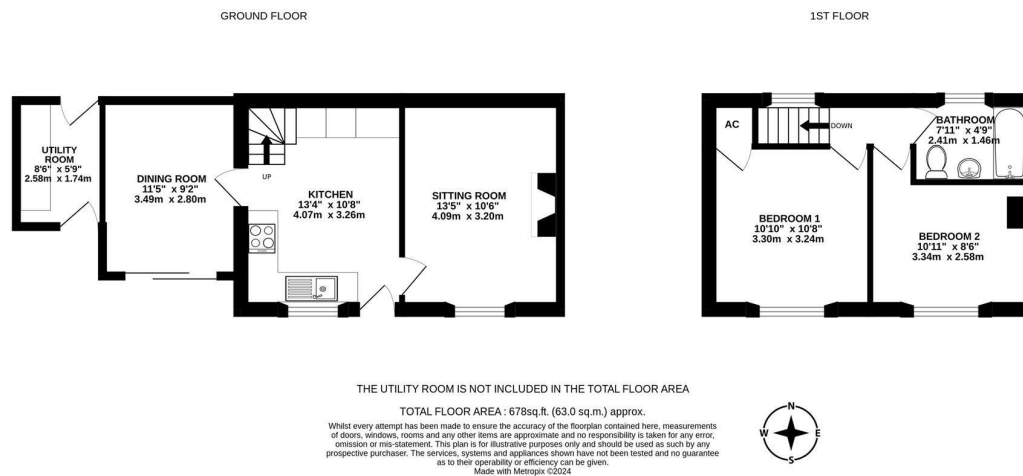 GROUND FLOOR
1ST FLOOR
UTILITY
ROOM
8'6" x 5'9"
2.58m x 1.74m
DINING ROOM
11'5" x 9'2"
3.49m x 2.80m
UP
KITCHEN
13'4" x 10'8"
4.07m x 3.26m
SITTING ROOM
13'5" x 10'6"
4.09m x 3.20m
AC
DOWN
BATHROOM
7'11" x 4'9"
2.41m x 1.46m
BEDROOM 1
10'10" x 10'8"
3.30m x 3.24m
BEDROOM 2
10'11" x 8'6"
3.34m x 2.58m
THE UTILITY ROOM IS NOT INCLUDED IN THE TOTAL FLOOR AREA
TOTAL FLOOR AREA : 678sq.ft. (63.0 sq.m.) approx.
Whilst every attempt has been made to ensure the accuracy of the floorplan contained here, measurements
of doors, windows, rooms and any other items are approximate and no responsibility is taken for any error,
omission or mis-statement. This plan is for illustrative purposes only and should be used as such by any
prospective purchaser. The services, systems and appliances shown have not been tested and no guarantee
as to their operability or efficiency can be given.
Made with Metropix ©2024
N
W E
S